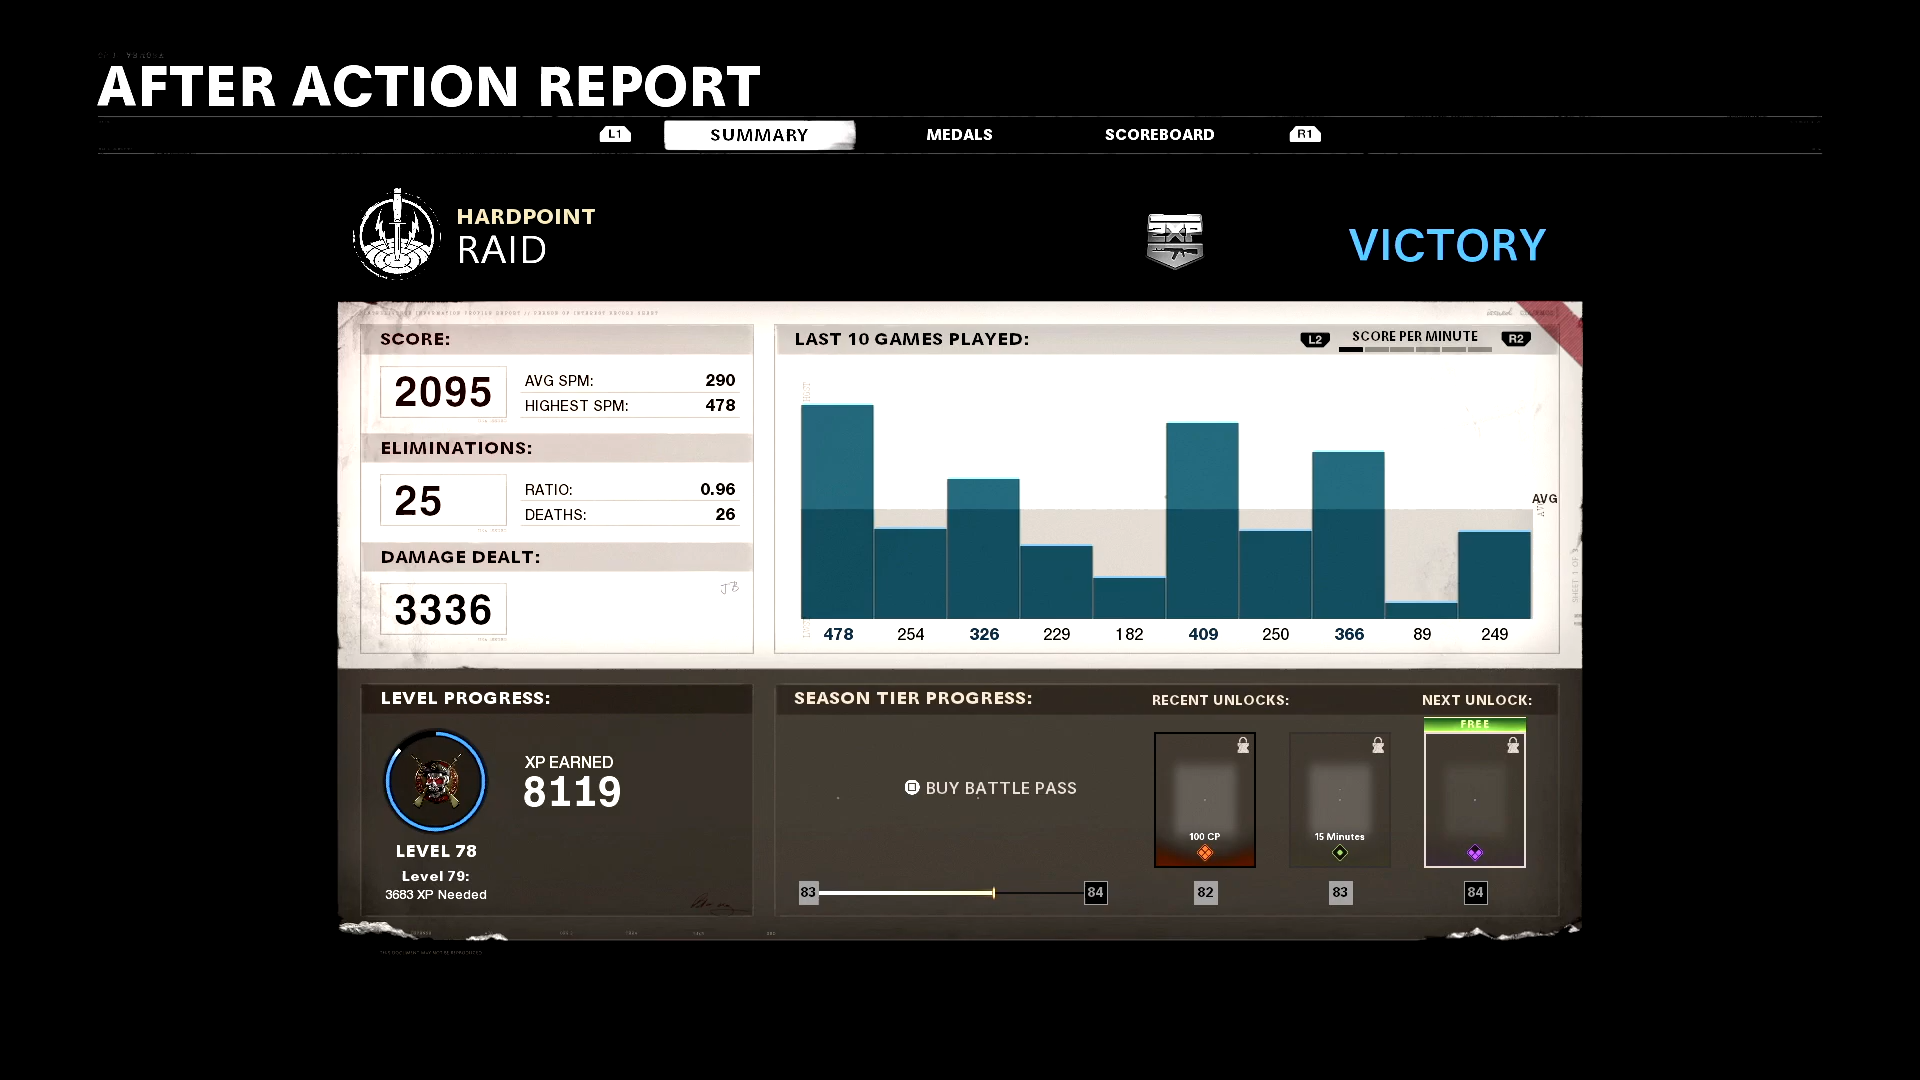 AFTER ACTION REPORT
L1 SUMMARY MEDALS SCOREBOARD R1
HARDPOINT
RAID
2XP
VICTORY
SCORE:
2095
AVG SPM: 290
HIGHEST SPM: 478
ELIMINATIONS:
25
RATIO: 0.96
DEATHS: 26
DAMAGE DEALT:
3336
JB
LAST 10 GAMES PLAYED: L2 SCORE PER MINUTE R2
AVG
478 254 326 229 182 409 250 366 89 249
LEVEL PROGRESS:
XP EARNED
8119
LEVEL 78
Level 79:
3683 XP Needed
SEASON TIER PROGRESS: RECENT UNLOCKS: NEXT UNLOCK:
FREE
BUY BATTLE PASS
100 CP 15 Minutes
83 84 82 83 84